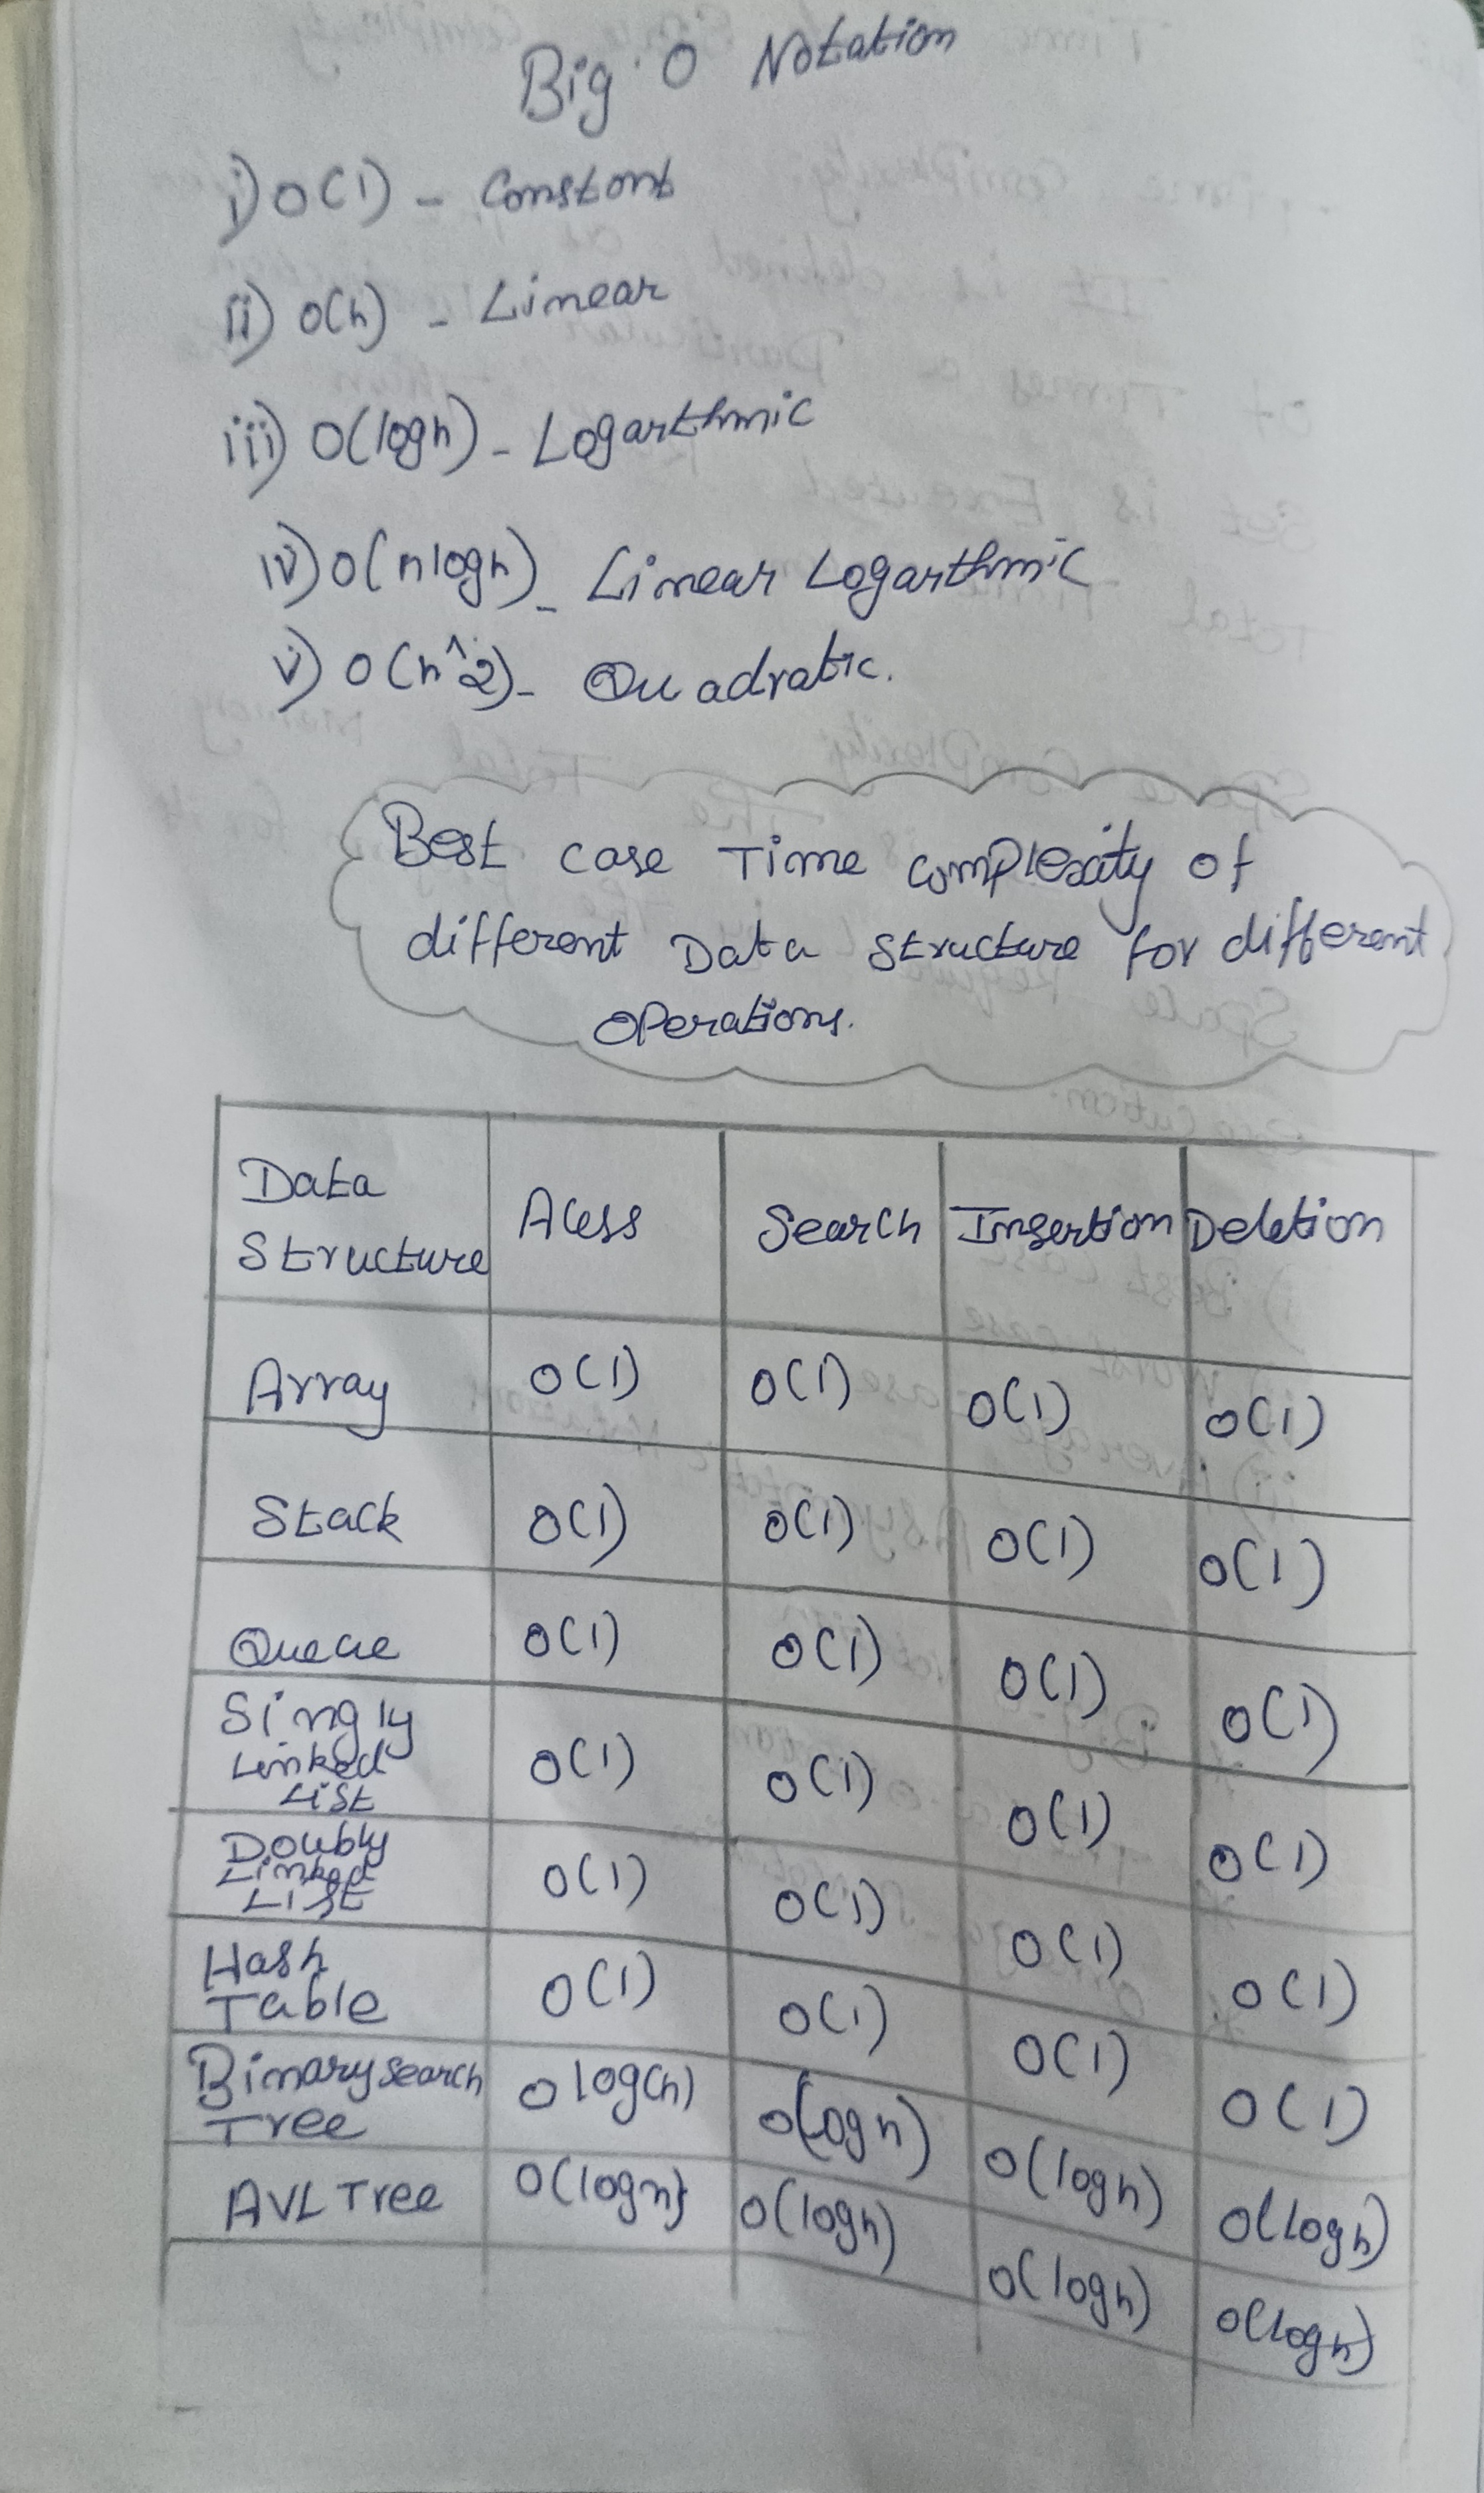 Big O Notation
i) O(1) - Constant
ii) O(n) - Linear
iii) O(logn) - Logarthmic
iv) O(nlogn) - Linear Logarthmic
v) O(n^2) - Quadratic.
Best case Time complexity of
different Data structure for different
operations.
Data Structure Acess Search Insertion Deletion
Array O(1) O(1) O(1) O(1)
Stack O(1) O(1) O(1) O(1)
Queue O(1) O(1) O(1) O(1)
Singly Linked List O(1) O(1) O(1) O(1)
Doubly Linked List O(1) O(1) O(1) O(1)
Hash Table O(1) O(1) O(1) O(1)
Binary search Tree O log(n) O(logn) O(logn) O(logn)
AVL Tree O(logn) O(logn) O(logn) O(logn)